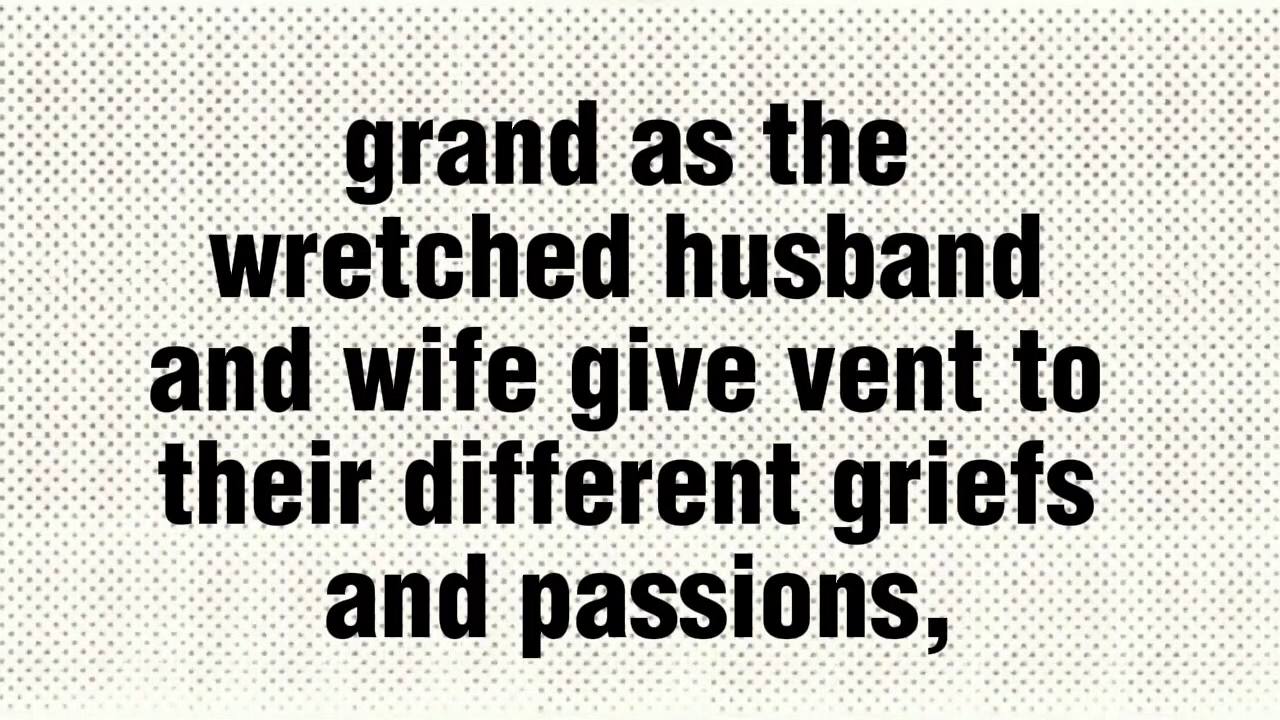 grand as the
wretched husband
and wife give vent to
their different griefs
and passions,